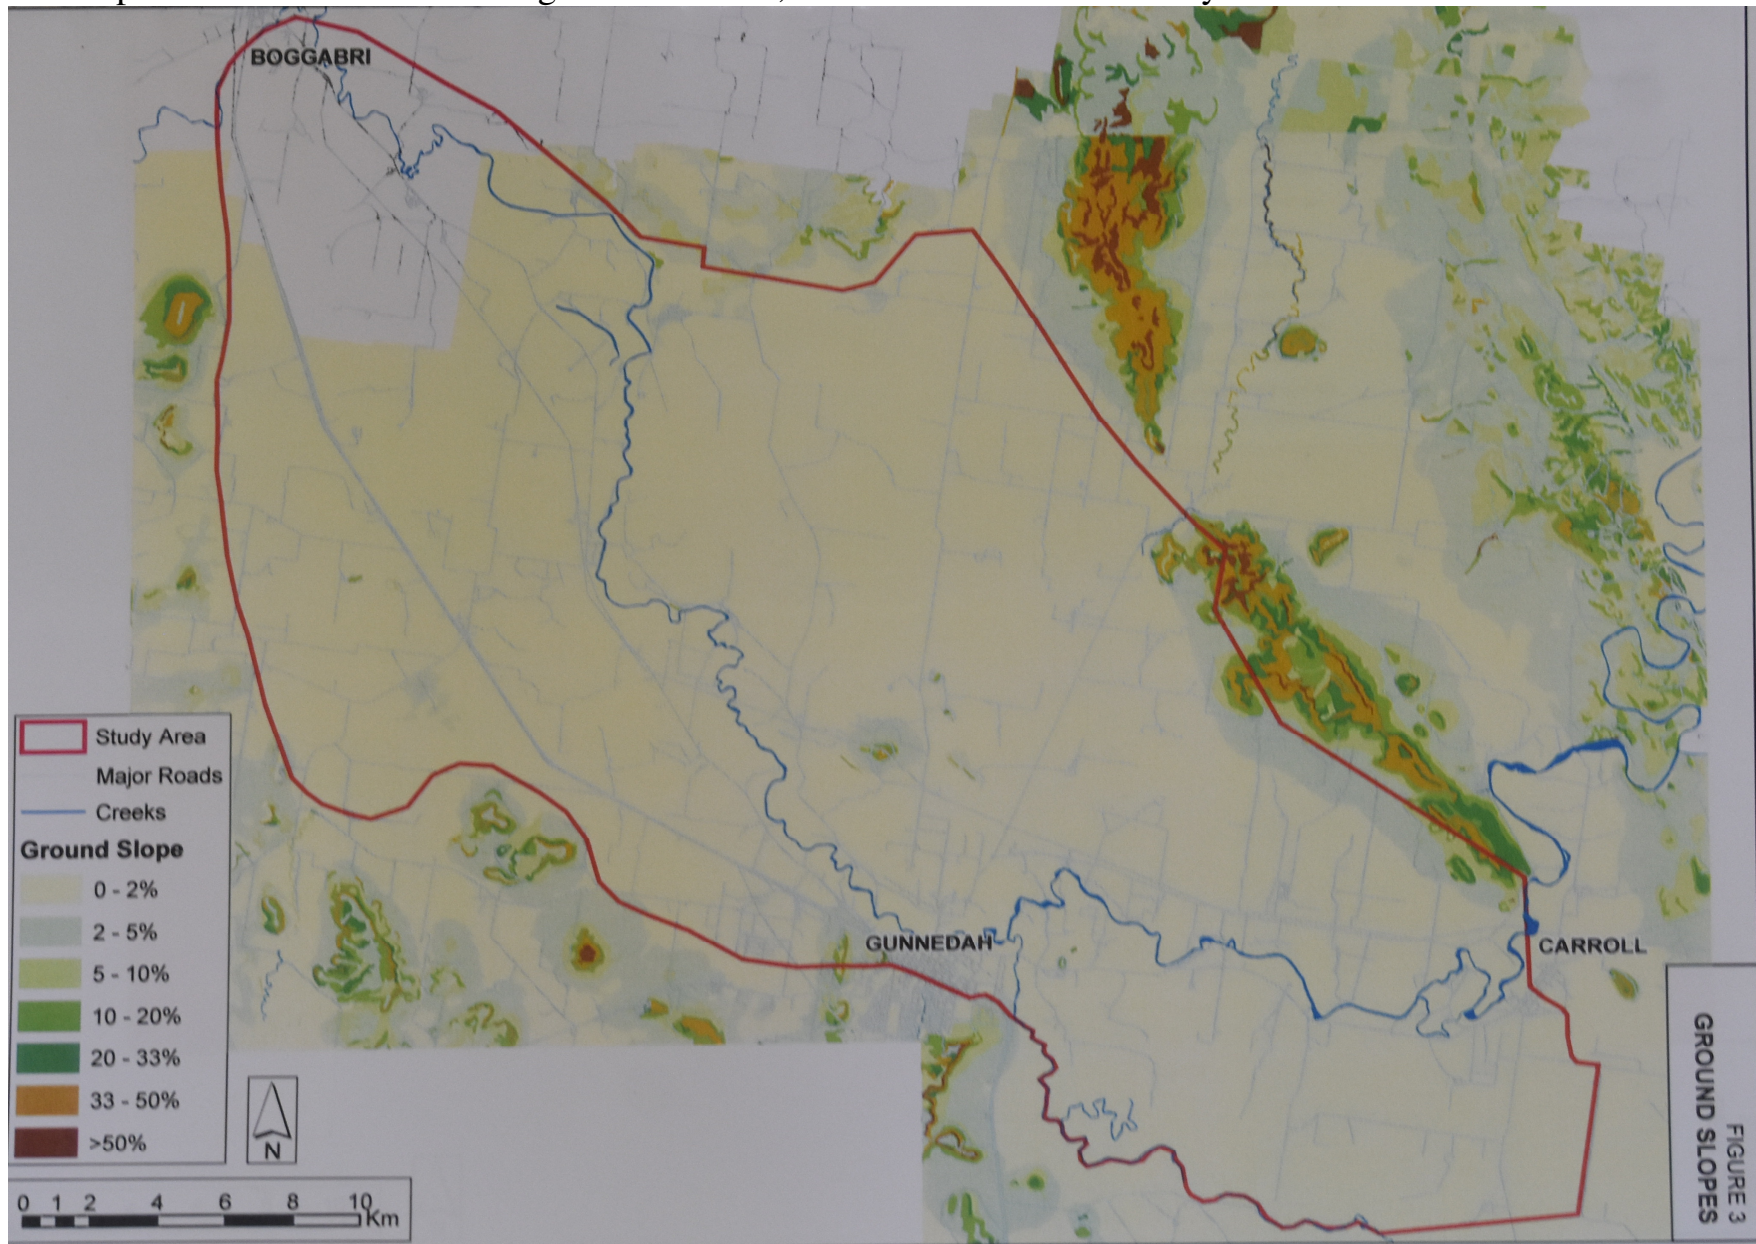 BOGGABRI
GUNNEDAH
CARROLL
Study Area
Major Roads
Creeks
Ground Slope
0 - 2%
2 - 5%
5 - 10%
10 - 20%
20 - 33%
33 - 50%
>50%
N
0 1 2 4 6 8 10
Km
FIGURE 3
GROUND SLOPES